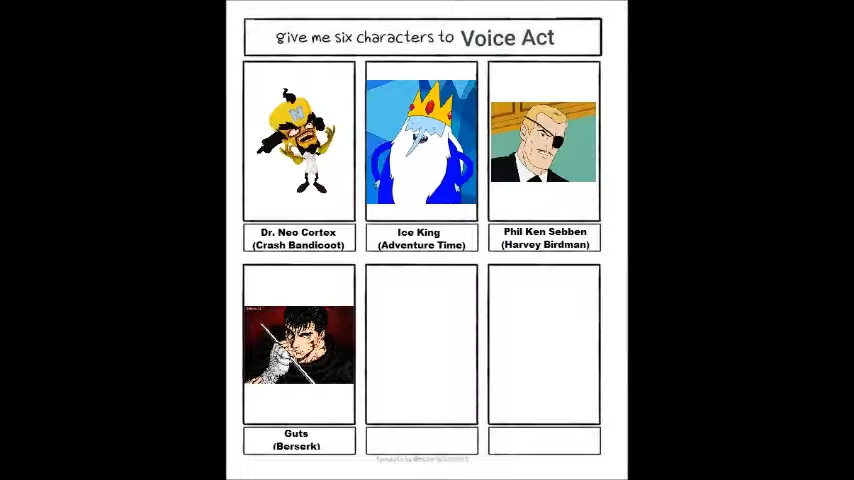 give me six characters to Voice Act
N
Dr. Neo Cortex
(Crash Bandicoot)
Ice King
(Adventure Time)
Phil Ken Sebben
(Harvey Birdman)
Guts
(Berserk)